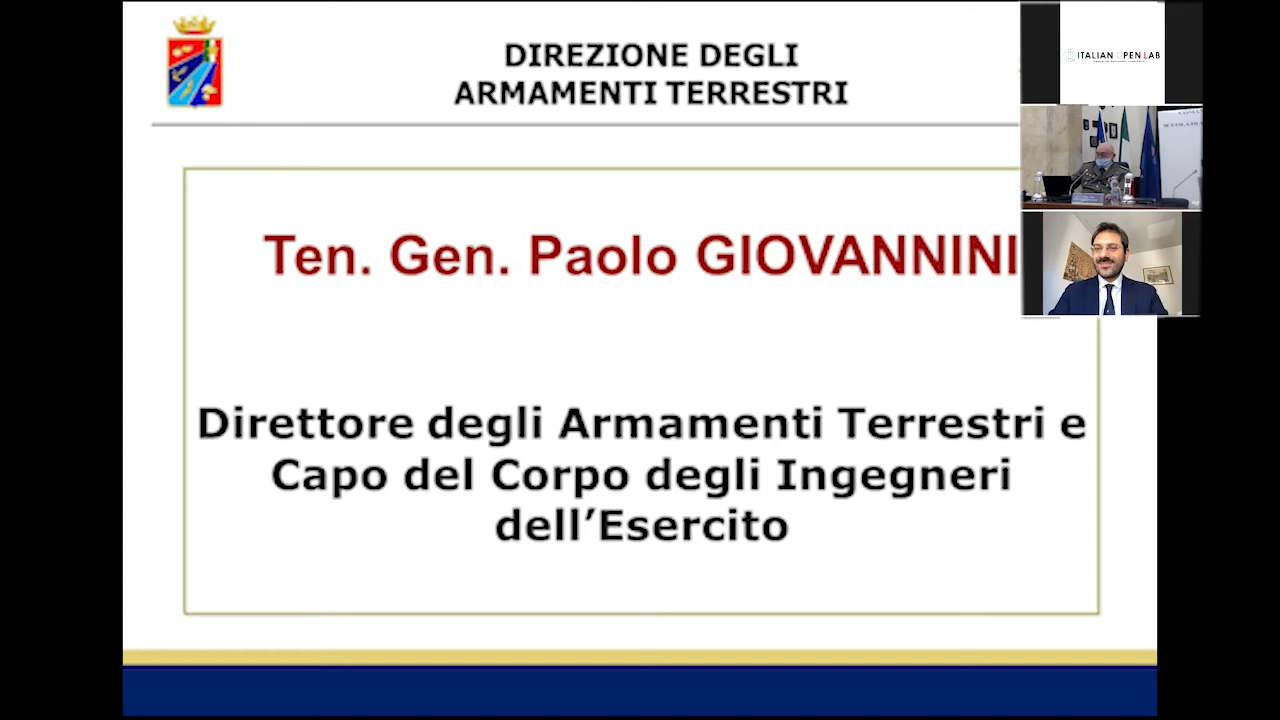 DIREZIONE DEGLI
ARMAMENTI TERRESTRI
Ten. Gen. Paolo GIOVANNINI
Direttore degli Armamenti Terrestri e
Capo del Corpo degli Ingegneri
dell’Esercito
ITALIAN OPEN LAB